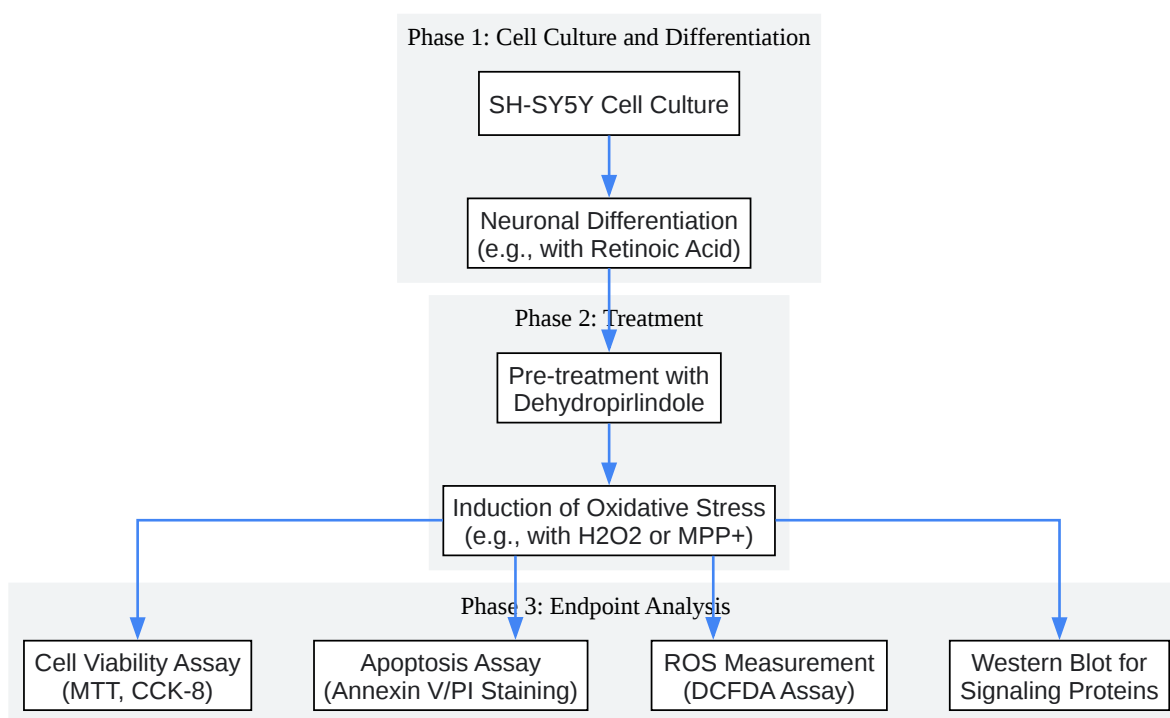 Phase 1: Cell Culture and Differentiation
SH-SY5Y Cell Culture
Neuronal Differentiation
(e.g., with Retinoic Acid)
Phase 2: Treatment
Pre-treatment with
Dehydropirlindole
Induction of Oxidative Stress
(e.g., with H2O2 or MPP+)
Phase 3: Endpoint Analysis
Cell Viability Assay
(MTT, CCK-8)
Apoptosis Assay
(Annexin V/PI Staining)
ROS Measurement
(DCFDA Assay)
Western Blot for
Signaling Proteins